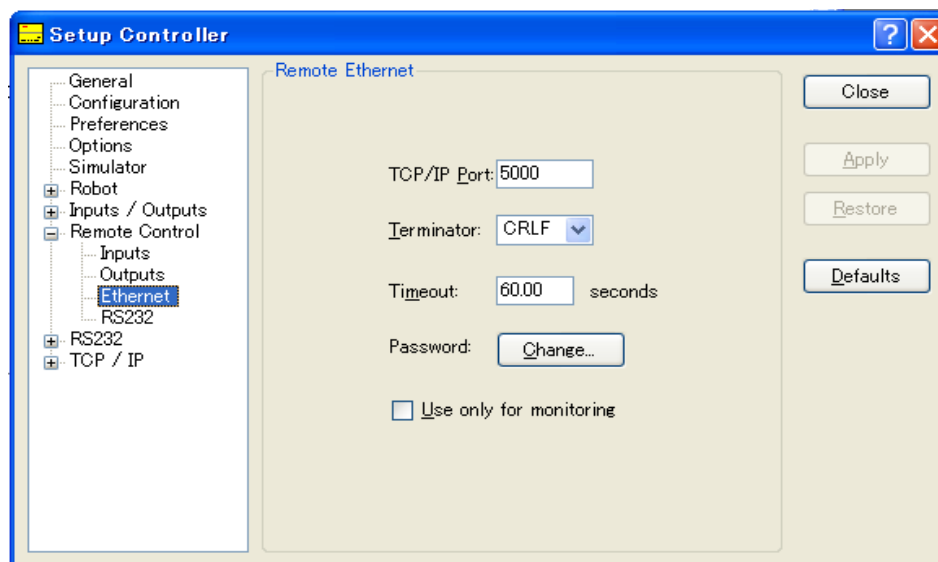 Setup Controller
General
Configuration
Preferences
Options
Simulator
Robot
Inputs / Outputs
Remote Control
Inputs
Outputs
Ethernet
RS232
RS232
TCP / IP
Remote Ethernet
TCP/IP Port: 5000
Terminator: CRLF
Timeout: 60.00 seconds
Password: Change...
Use only for monitoring
Close
Apply
Restore
Defaults